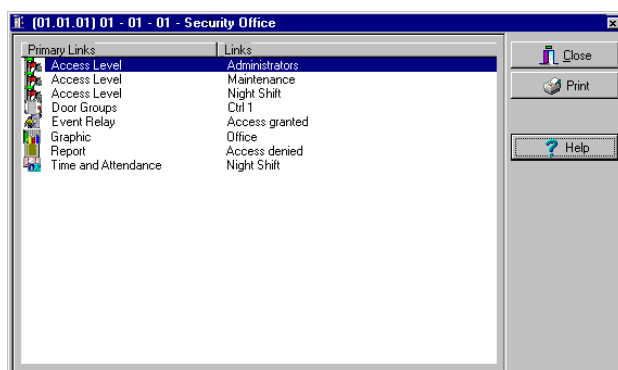 (01.01.01) 01 - 01 - 01 - Security Office
Primary Links Links
Access Level Administrators
Access Level Maintenance
Access Level Night Shift
Door Groups Ctrl 1
Event Relay Access granted
Graphic Office
Report Access denied
Time and Attendance Night Shift
Close
Print
Help